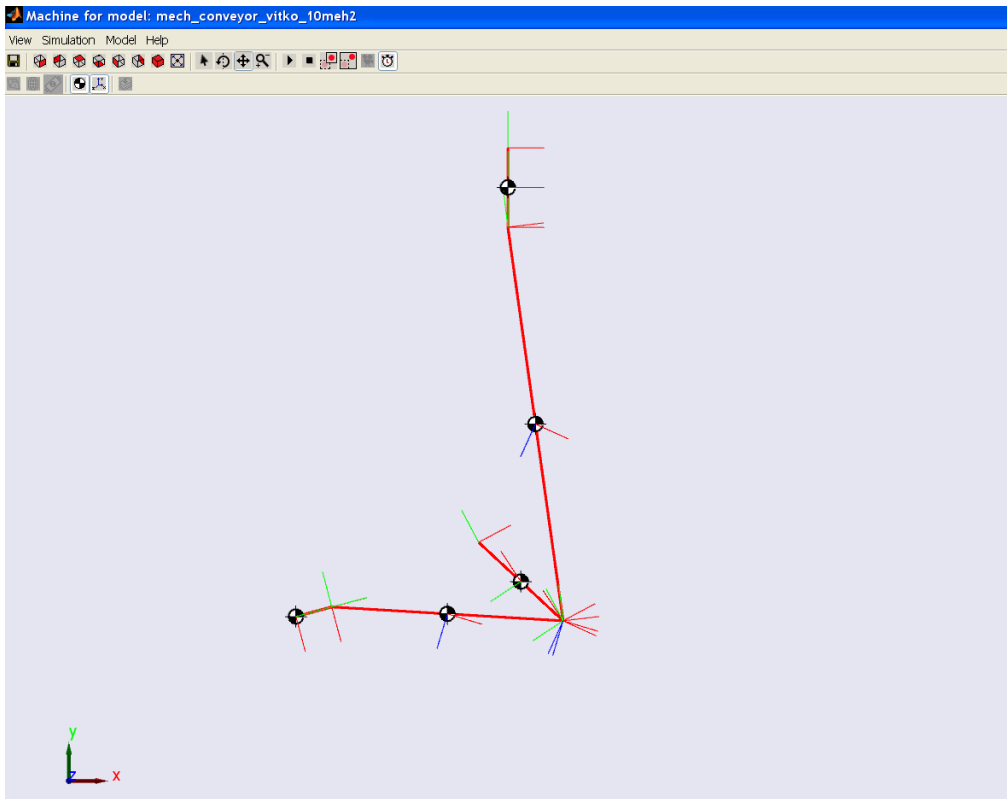 Machine for model: mech_conveyor_vitko_10meh2
View Simulation Model Help
y
z x